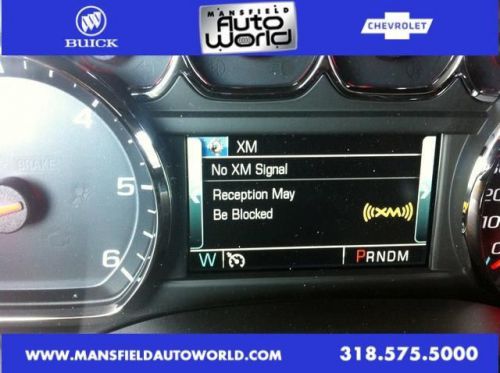 BUICK
MANSFIELD
Auto
World
CHEVROLET
XM
No XM Signal
Reception May
Be Blocked
((XM))
W
PRNDM
BRAKE
4
5
6
20
10
0
WWW.MANSFIELDAUTOWORLD.COM
318.575.5000